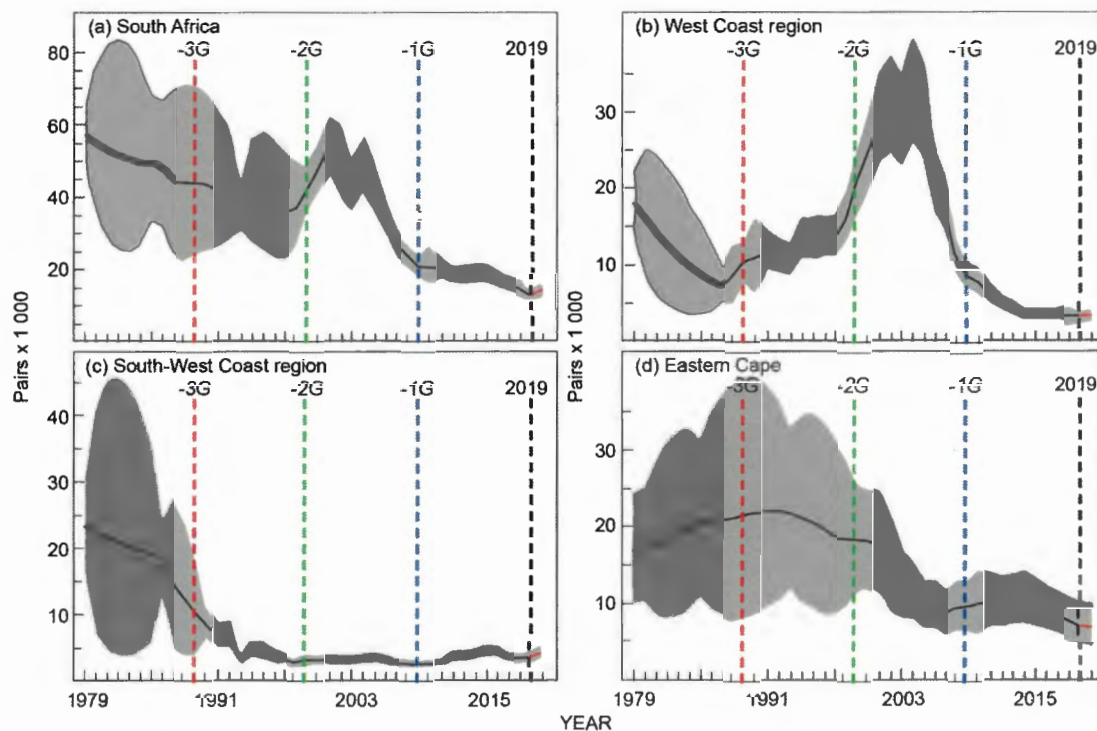 (a) South Africa
-3G
-2G
-1G
2019
80
60
40
20
Pairs x 1 000
(b) West Coast region
-3G
-2G
-1G
2019
30
20
10
Pairs x 1 000
(c) South-West Coast region
-3G
-2G
-1G
2019
40
30
20
10
1979
1991
2003
2015
(d) Eastern Cape
-3G
-2G
-1G
2019
30
20
10
1979
1991
2003
2015
YEAR